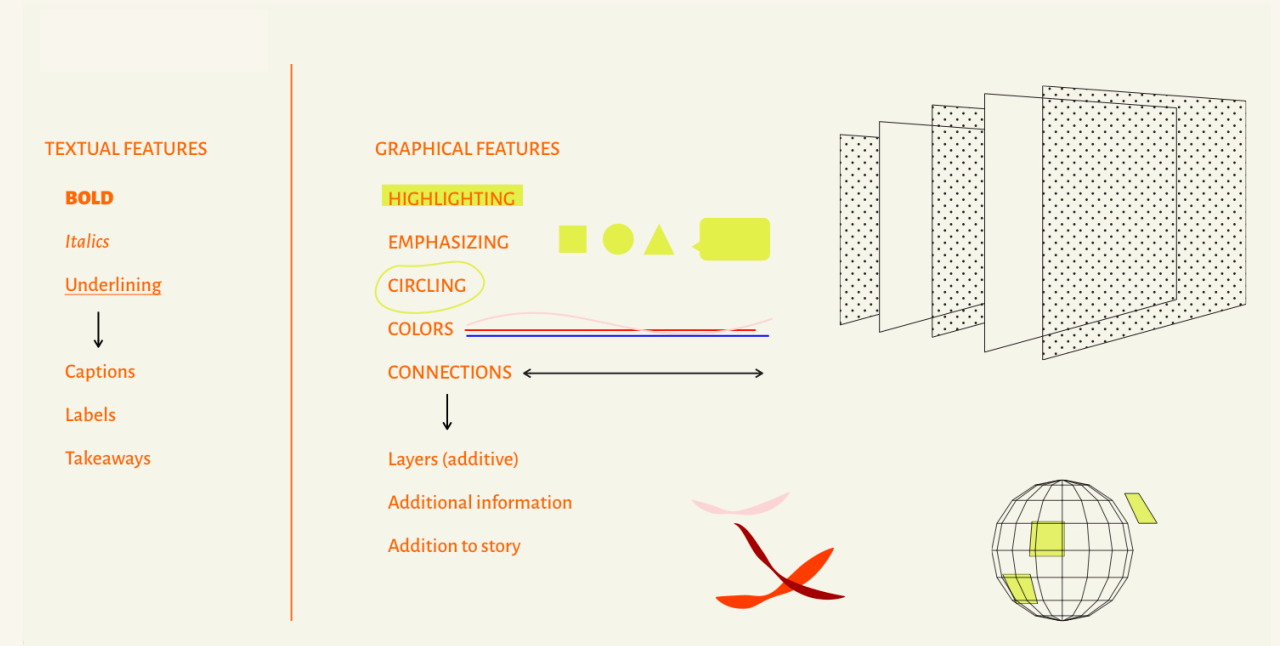 TEXTUAL FEATURES
BOLD
Italics
Underlining
Captions
Labels
Takeaways
GRAPHICAL FEATURES
HIGHLIGHTING
EMPHASIZING
CIRCLING
COLORS
CONNECTIONS
Layers (additive)
Additional information
Addition to story